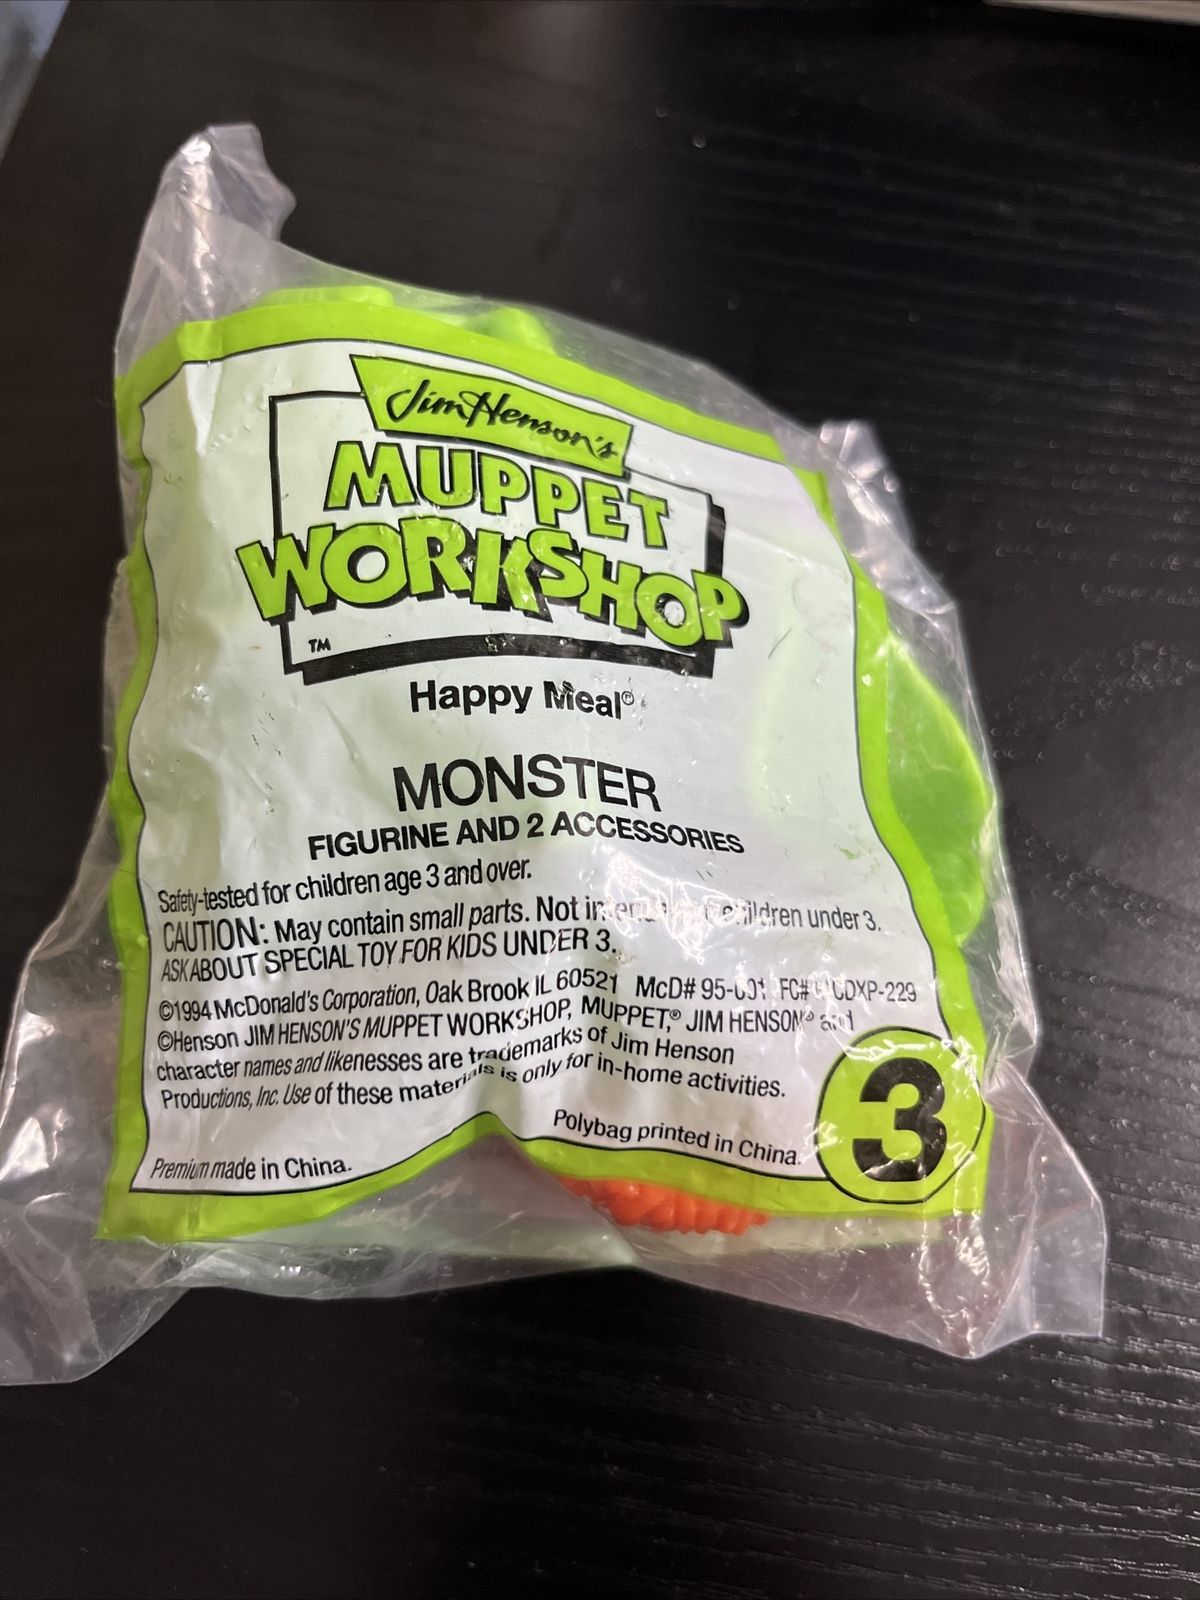 Jim Henson's
MUPPET
WORKSHOP
TM
Happy Meal®
MONSTER
FIGURINE AND 2 ACCESSORIES
Safety-tested for children age 3 and over.
CAUTION: May contain small parts. Not children under 3.
ASK ABOUT SPECIAL TOY FOR KIDS UNDER 3.
©1994 McDonald's Corporation, Oak Brook IL 60521 McD#
©Henson JIM HENSON'S MUPPET WORKSHOP, MUPPET,® JIM HENSON® and
character names and likenesses are trademarks of Jim Henson
Productions, Inc. Use of these materials is only for in-home activities.
Polybag printed in China.
Premium made in China.
3